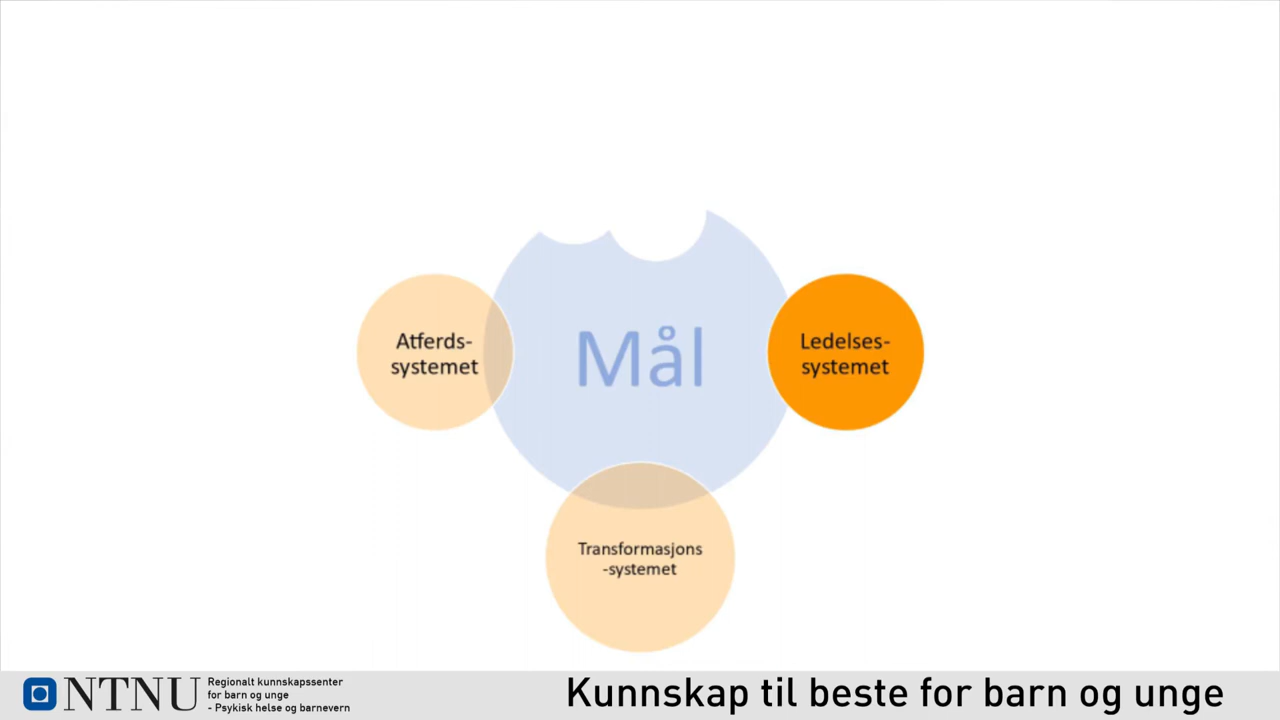 Atferds-
systemet
Mål
Ledelses-
systemet
Transformasjons
-systemet
NTNU
Regionalt kunnskapssenter
for barn og unge
- Psykisk helse og barnevern
Kunnskap til beste for barn og unge